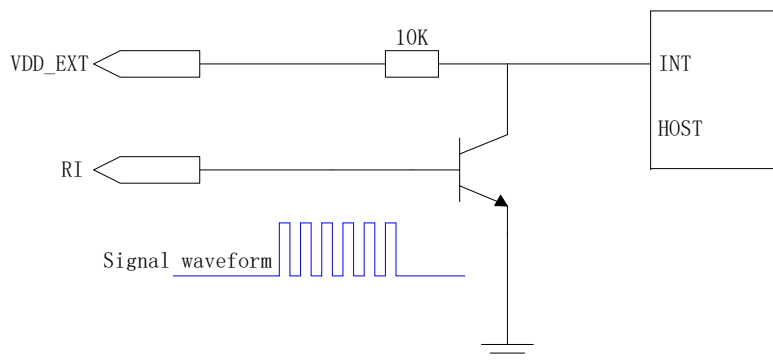 10K
VDD_EXT
INT
HOST
RI
Signal waveform